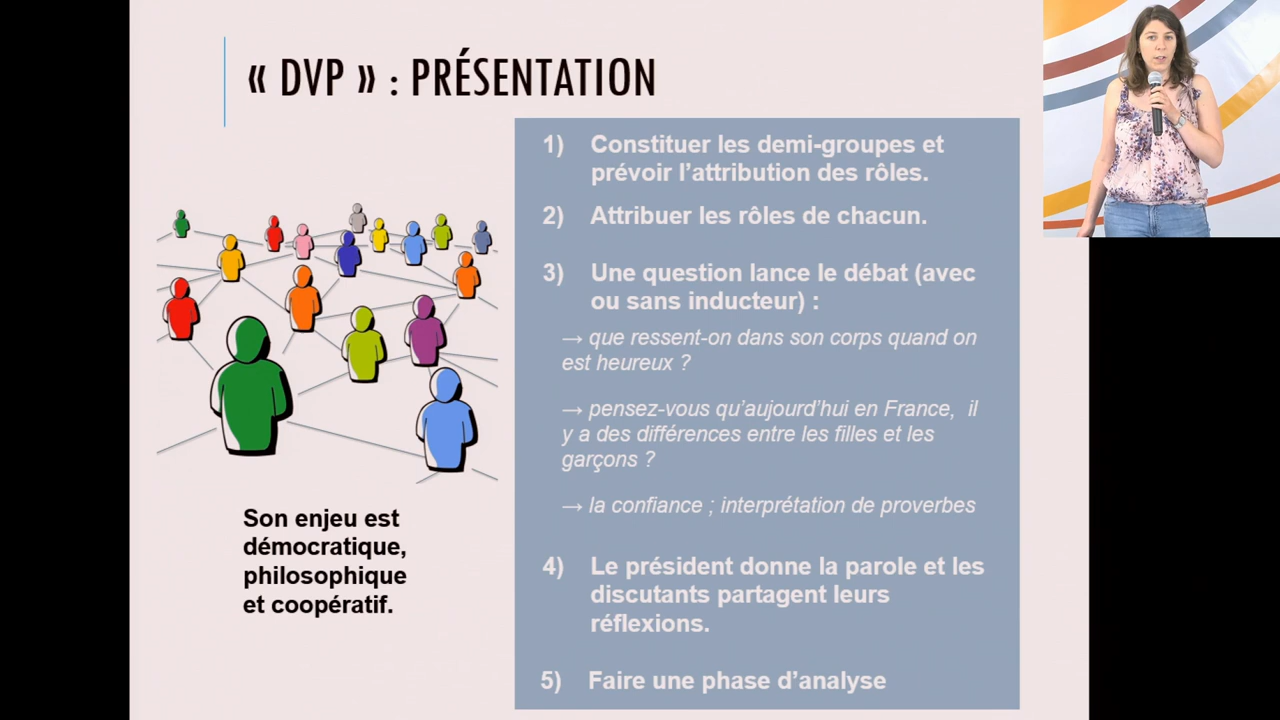 « DVP » : PRÉSENTATION
1) Constituer les demi-groupes et
prévoir l’attribution des rôles.
2) Attribuer les rôles de chacun.
3) Une question lance le débat (avec
ou sans inducteur) :
→ que ressent-on dans son corps quand on
est heureux ?
→ pensez-vous qu’aujourd’hui en France, il
y a des différences entre les filles et les
garçons ?
→ la confiance ; interprétation de proverbes
4) Le président donne la parole et les
discutants partagent leurs
réflexions.
5) Faire une phase d’analyse
Son enjeu est
démocratique,
philosophique
et coopératif.